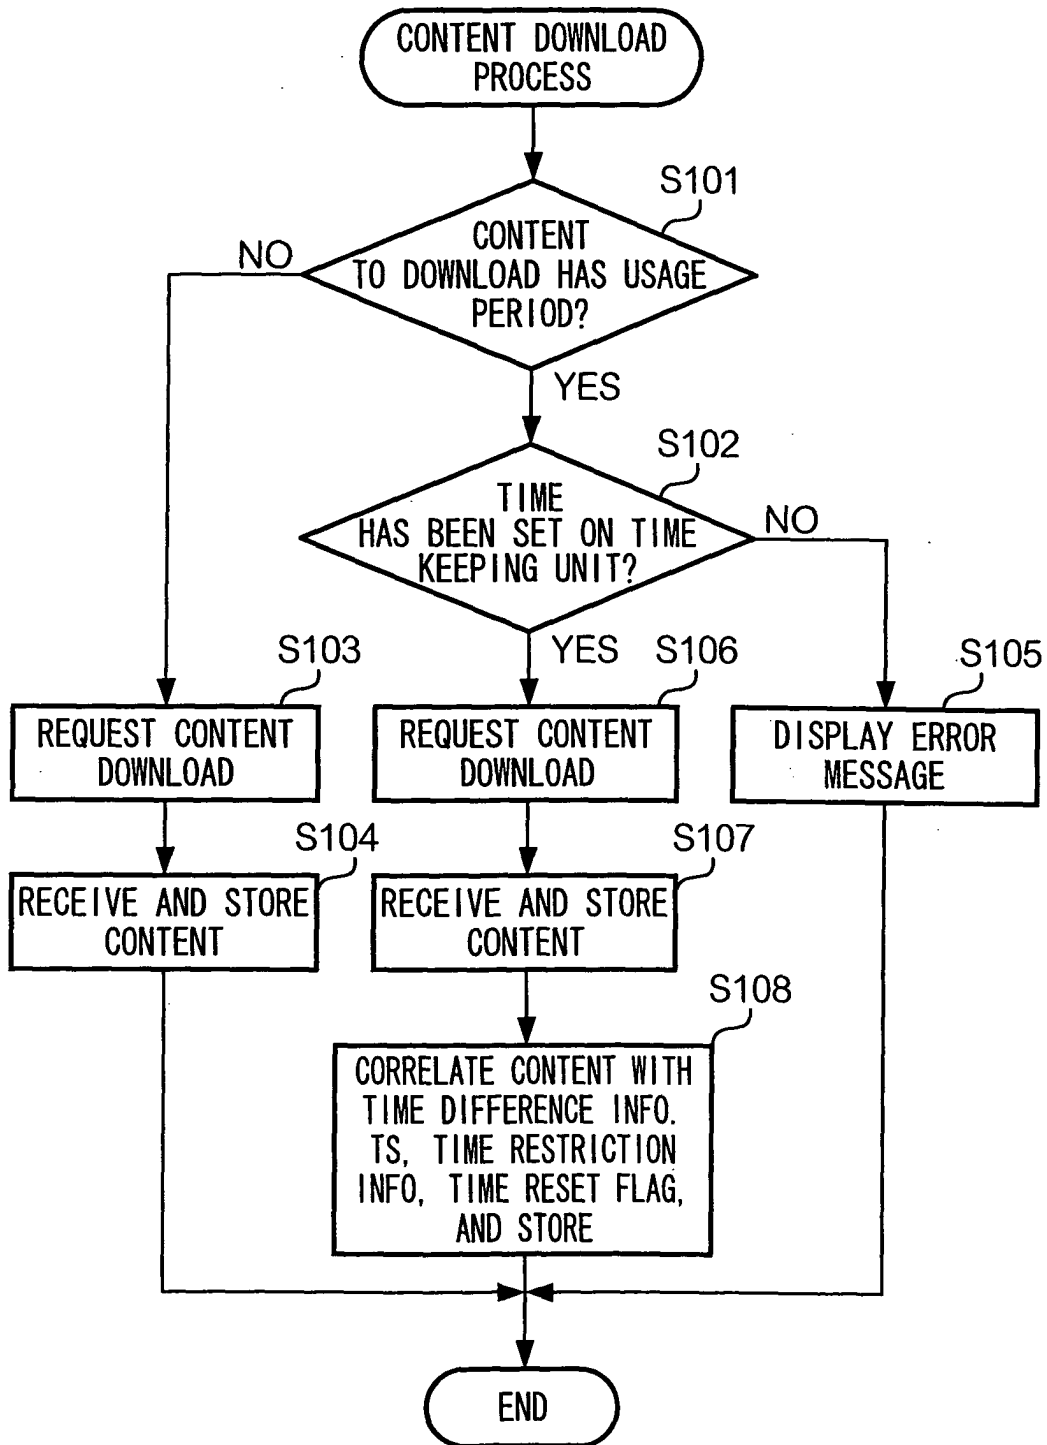 CONTENT DOWNLOAD
PROCESS
S101
CONTENT
TO DOWNLOAD HAS USAGE
PERIOD?
NO
YES
S102
TIME
HAS BEEN SET ON TIME
KEEPING UNIT?
NO
YES
S103
REQUEST CONTENT
DOWNLOAD
S106
REQUEST CONTENT
DOWNLOAD
S105
DISPLAY ERROR
MESSAGE
S104
RECEIVE AND STORE
CONTENT
S107
RECEIVE AND STORE
CONTENT
S108
CORRELATE CONTENT WITH
TIME DIFFERENCE INFO.
TS, TIME RESTRICTION
INFO, TIME RESET FLAG,
AND STORE
END